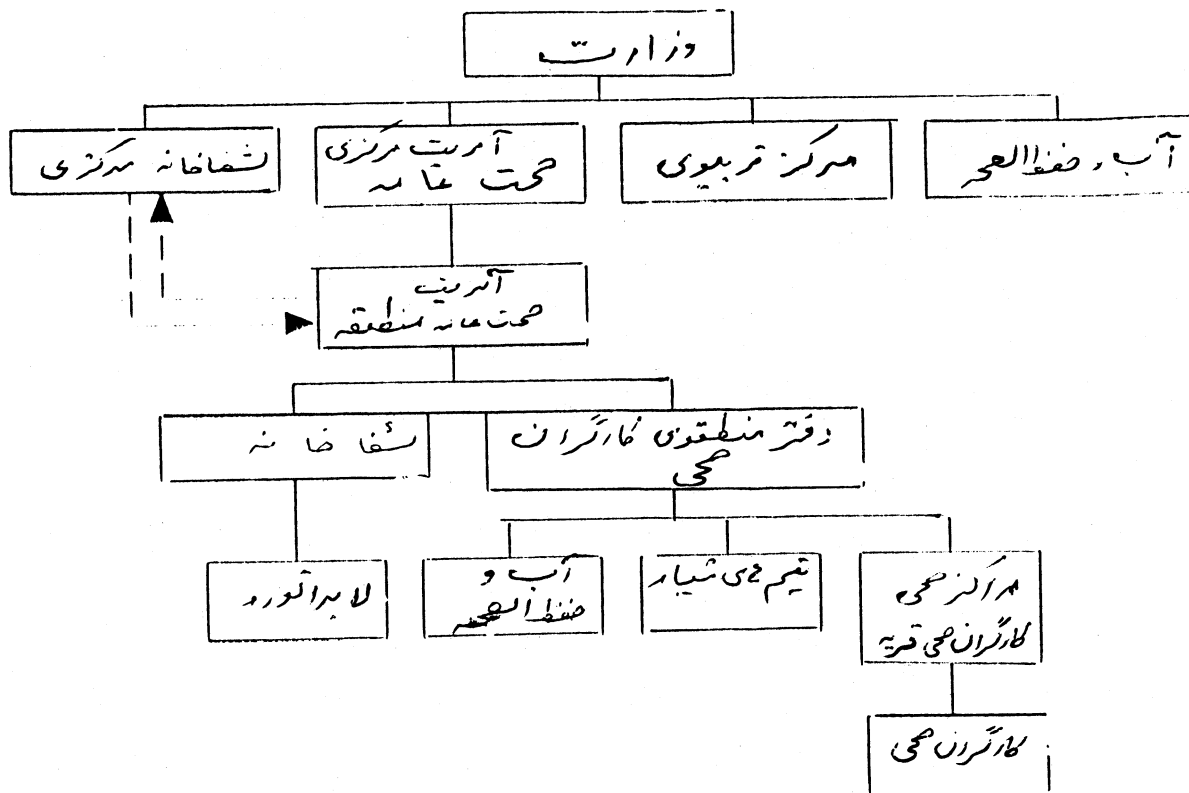 وزارت
آب و حفظ الصحه
مرکز تربیوی
آمریت مرکزی
صحت عامه
شفاخانه مرکزی
آمریت
صحت عامه منطقه
دفتر منطقوی کارگران
صحی
شفاخانه
مراکز صحی
کارگران صحی قریه
تیم های سیار
آب و
حفظ الصحه
لابراتوار
کارگران صحی